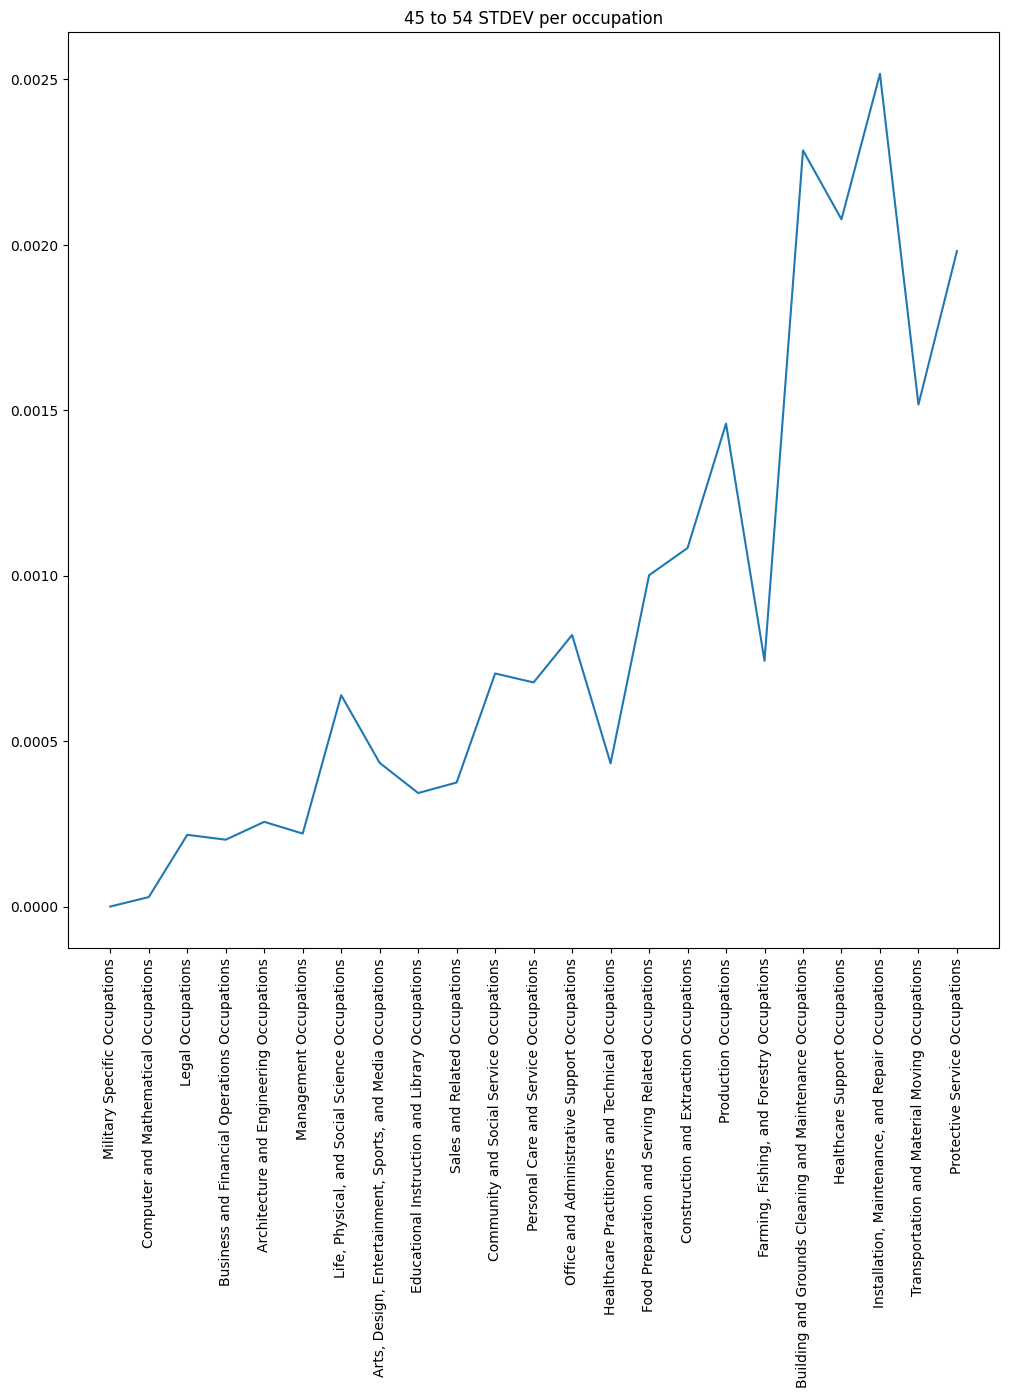 45 to 54 STDEV per occupation
0.0025
0.0020
0.0015
0.0010
0.0005
0.0000
Military Specific Occupations
Computer and Mathematical Occupations
Legal Occupations
Business and Financial Operations Occupations
Architecture and Engineering Occupations
Management Occupations
Life, Physical, and Social Science Occupations
Arts, Design, Entertainment, Sports, and Media Occupations
Educational Instruction and Library Occupations
Sales and Related Occupations
Community and Social Service Occupations
Personal Care and Service Occupations
Office and Administrative Support Occupations
Healthcare Practitioners and Technical Occupations
Food Preparation and Serving Related Occupations
Construction and Extraction Occupations
Production Occupations
Farming, Fishing, and Forestry Occupations
Building and Grounds Cleaning and Maintenance Occupations
Healthcare Support Occupations
Installation, Maintenance, and Repair Occupations
Transportation and Material Moving Occupations
Protective Service Occupations